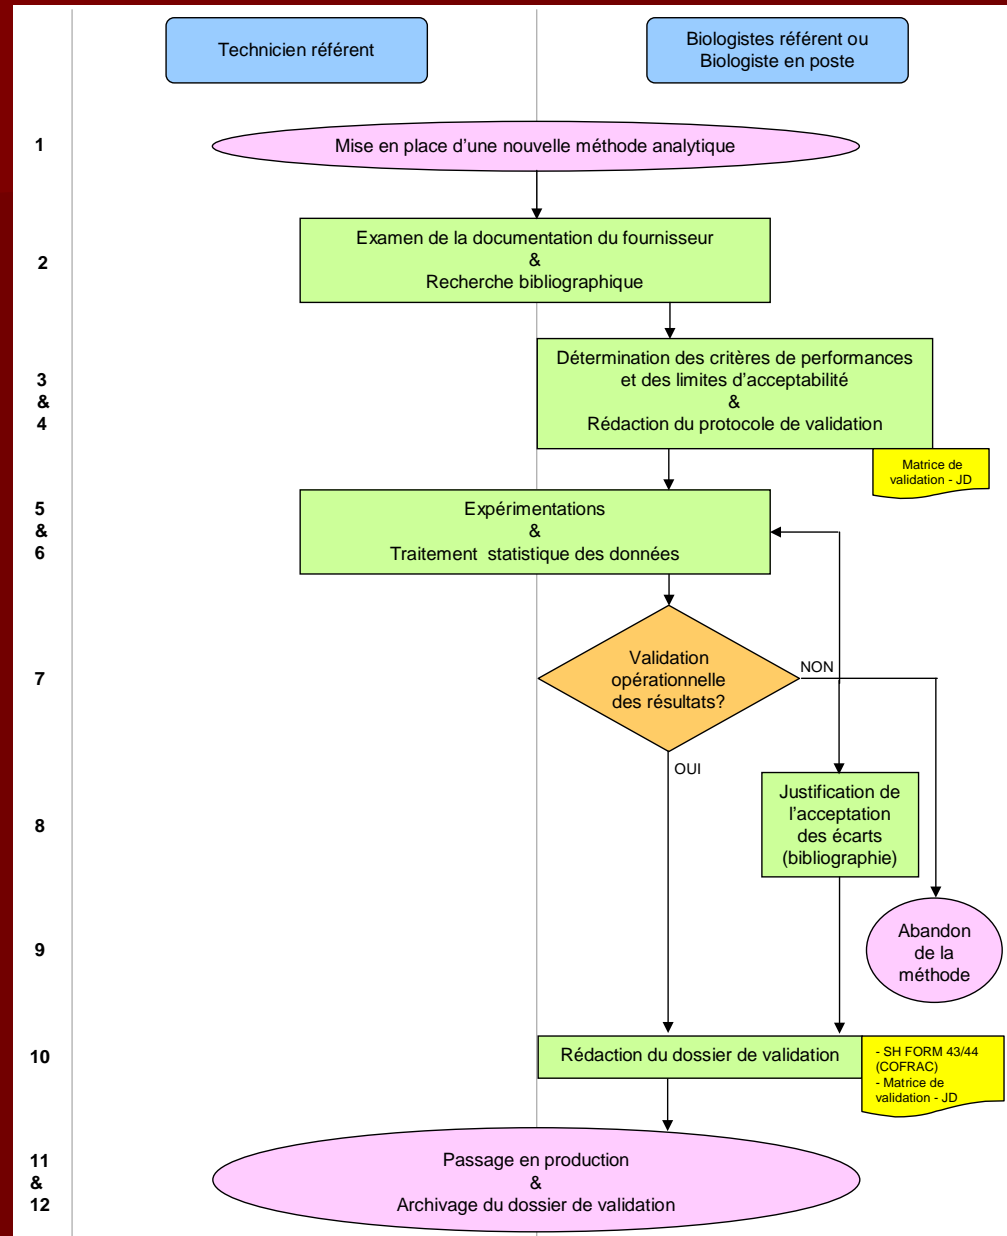 Technicien référent
Biologistes référent ou
Biologiste en poste
1
Mise en place d'une nouvelle méthode analytique
2
Examen de la documentation du fournisseur
&
Recherche bibliographique
3
&
4
Détermination des critères de performances
et des limites d'acceptabilité
&
Rédaction du protocole de validation
Matrice de
validation - JD
5
&
6
Expérimentations
&
Traitement statistique des données
7
Validation
opérationnelle
des résultats?
NON
OUI
8
Justification de
l'acceptation
des écarts
(bibliographie)
9
Abandon
de la
méthode
10
Rédaction du dossier de validation
- SH FORM 43/44
(COFRAC)
- Matrice de
validation - JD
11
&
12
Passage en production
&
Archivage du dossier de validation